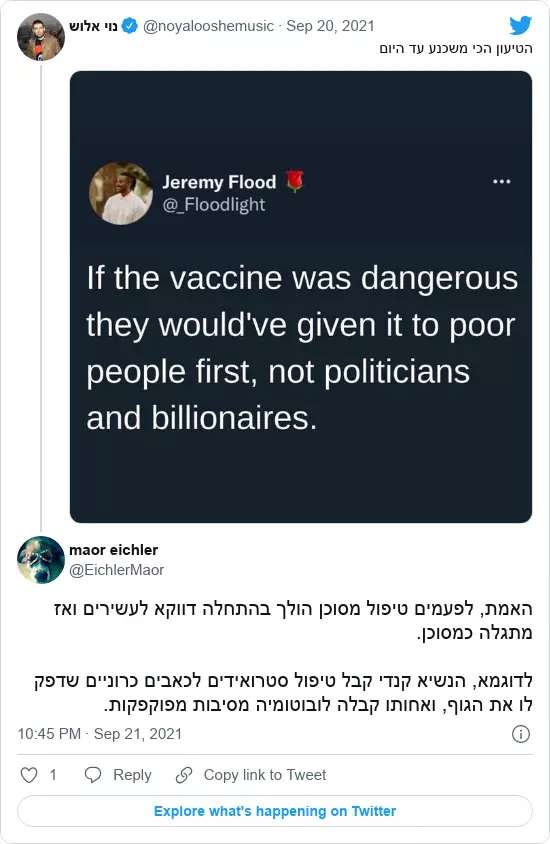 נוי אלוש @noyalooshemusic · Sep 20, 2021
הטיעון הכי משכנע עד היום
Jeremy Flood
@_Floodlight
If the vaccine was dangerous
they would've given it to poor
people first, not politicians
and billionaires.
maor eichler
@EichlerMaor
האמת, לפעמים טיפול מסוכן הולך בהתחלה דווקא לעשירים ואז
מתגלה כמסוכן.
לדוגמא, הנשיא קנדי קבל טיפול סטרואידים לכאבים כרוניים שדפק
לו את הגוף, ואחותו קבלה לובוטומיה מסיבות מפוקפקות.
10:45 PM · Sep 21, 2021
1 Reply Copy link to Tweet
Explore what's happening on Twitter